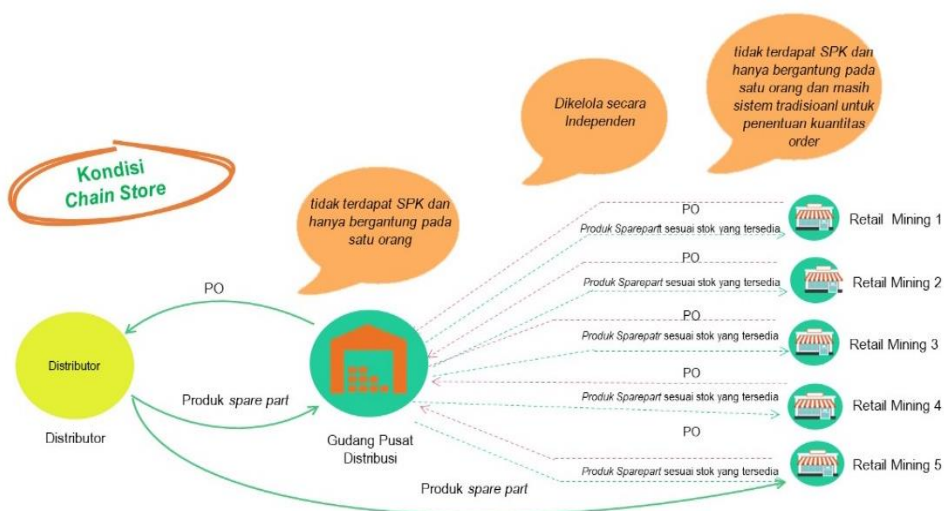 tidak terdapat SPK dan
hanya bergantung pada
satu orang dan masih
sistem tradisioanl untuk
penentuan kuantitas
order
Dikelola secara
Independen
Kondisi
Chain Store
tidak terdapat SPK dan
hanya bergantung pada
satu orang
PO
Produk Sparepart sesuai stok yang tersedia
Retail Mining 1
PO
Produk Sparepart sesuai stok yang tersedia
Retail Mining 2
PO
PO
Produk Sparepatr sesuai stok yang tersedia
Retail Mining 3
Distributor
PO
Produk Sparepart sesuai stok yang tersedia
Retail Mining 4
Produk spare part
PO
Distributor
Gudang Pusat
Distribusi
Produk Sparepart sesuai stok yang tersedia
Retail Mining 5
Produk spare part